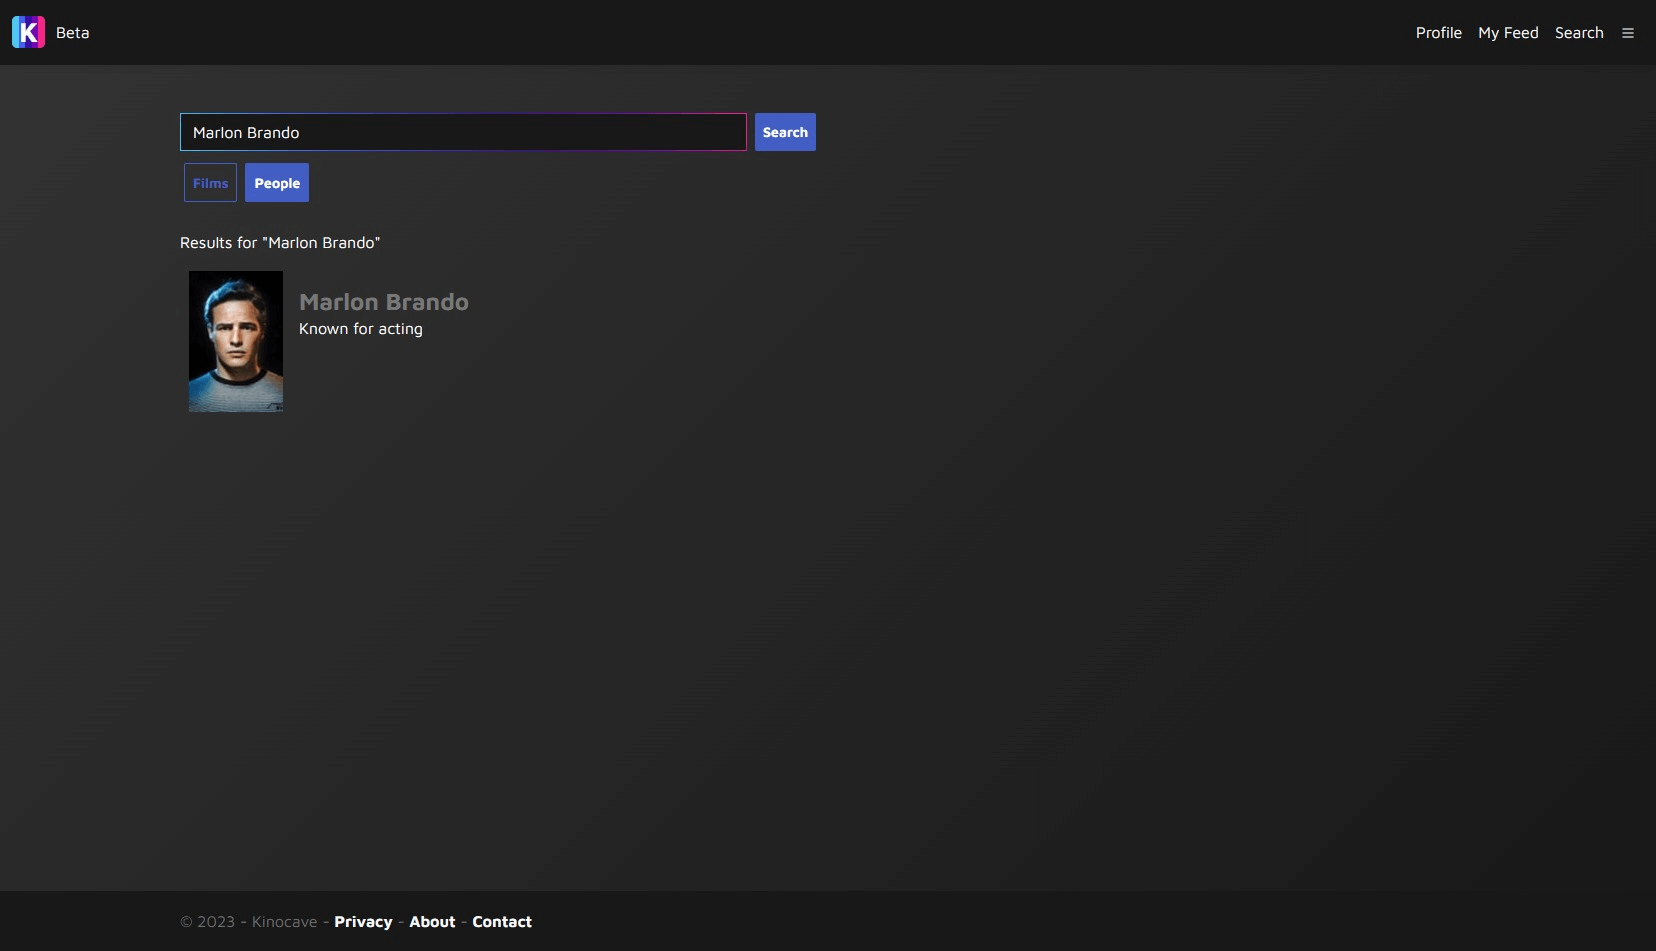 K Beta Profile My Feed Search
Marlon Brando Search
Films People
Results for "Marlon Brando"
Marlon Brando
Known for acting
© 2023 - Kinocave - Privacy - About - Contact